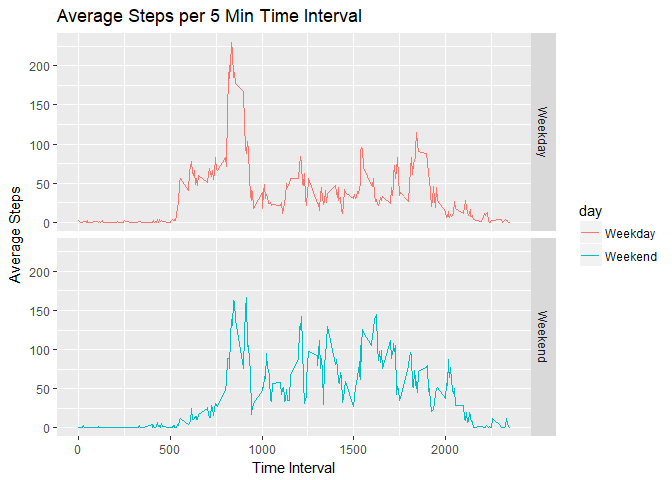 Average Steps per 5 Min Time Interval
200
150
100
50
0
Weekday
Average Steps
200
150
100
50
0
Weekend
0
500
1000
1500
2000
Time Interval
day
Weekday
Weekend